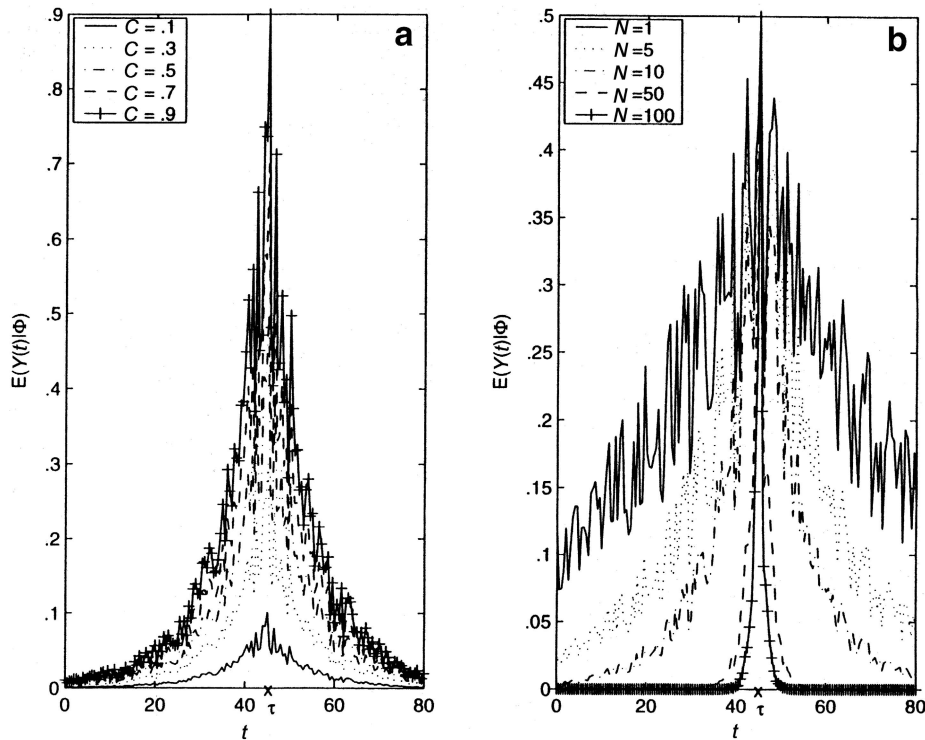 a
C = .1
C = .3
C = .5
C = .7
C = .9
.9
.8
.7
.6
.5
.4
.3
.2
.1
0
E(Y(t)|Φ)
0
20
40
60
80
x
τ
t
b
N=1
N=5
N=10
N=50
N=100
.5
.45
.4
.35
.3
.25
.2
.15
.1
.05
0
E(Y(t)|Φ)
0
20
40
60
80
x
τ
t